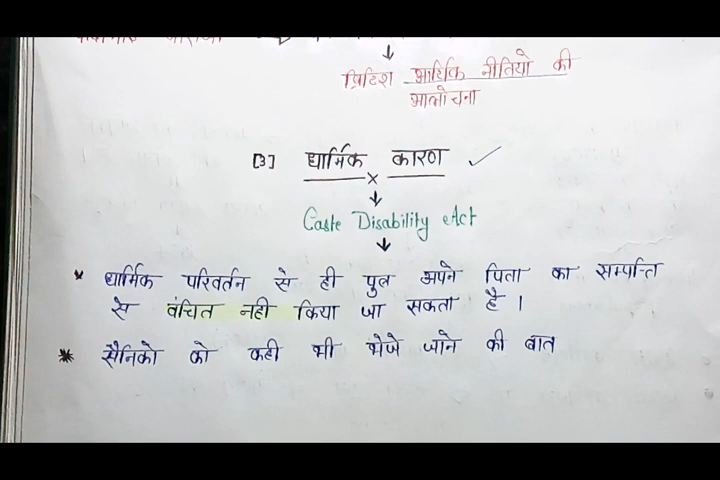 ब्रिटिश आर्थिक नीतियो की
आलोचना
[3] धार्मिक कारण
Caste Disability Act
* धार्मिक परिवर्तन से ही पुत्र अपने पिता का सम्पत्ति
से वंचित नही किया जा सकता है।
* सैनिको को कही भी भेजे जाने की बात